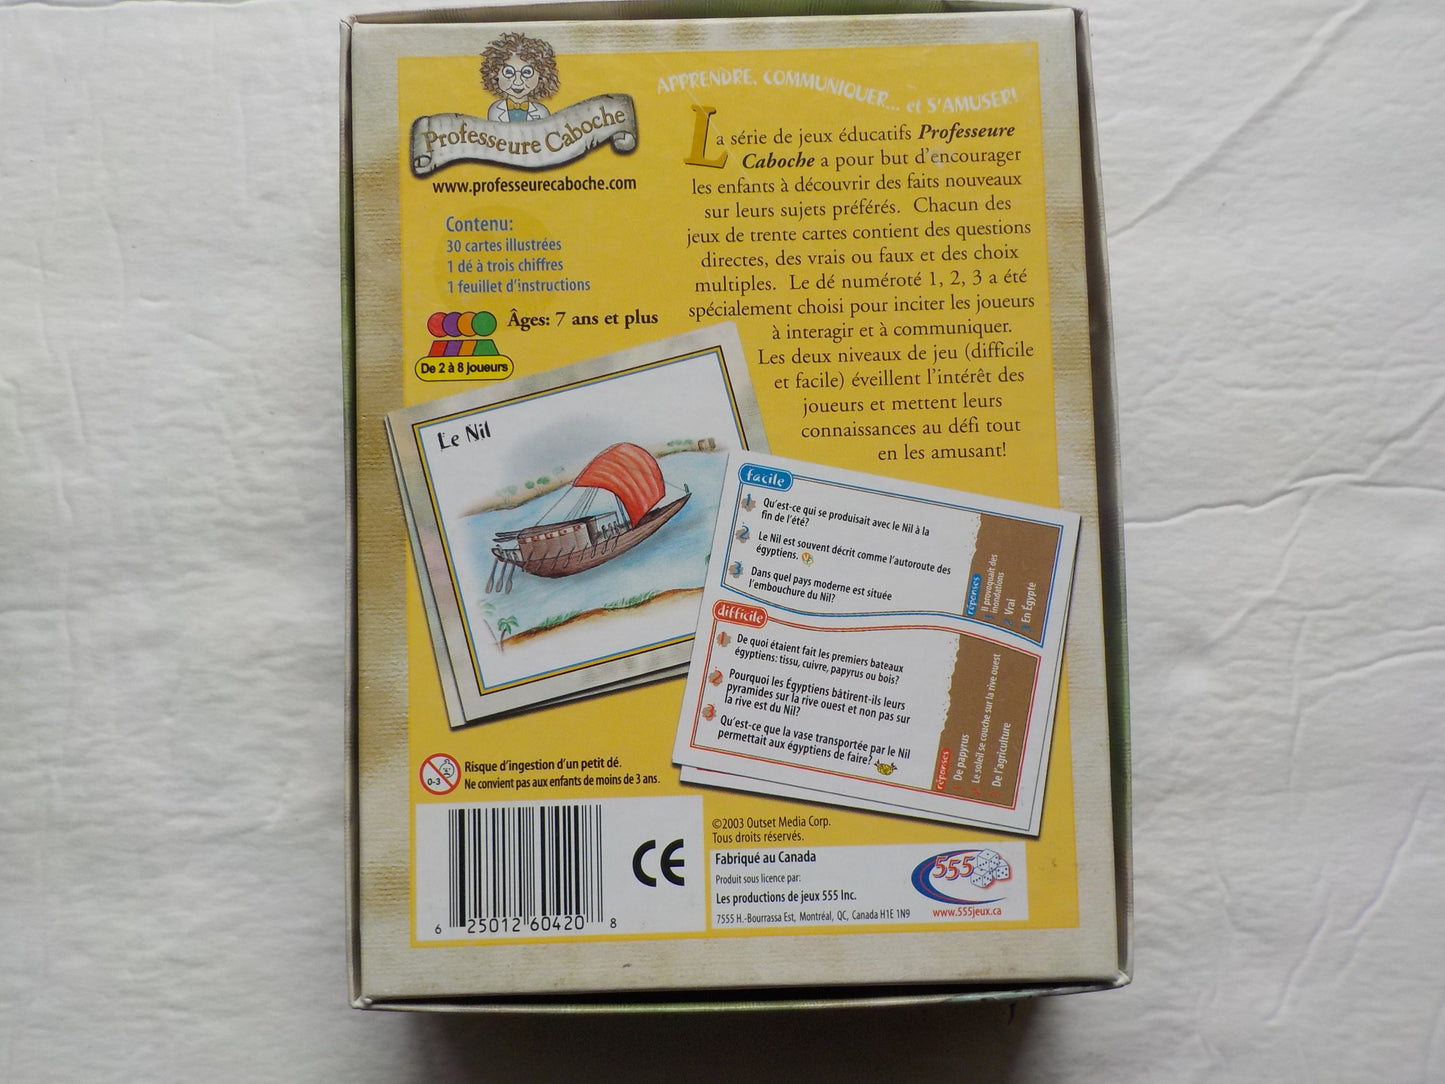 Professeure Caboche
www.professeurecaboche.com
APPRENDRE, COMMUNIQUER... et S'AMUSER!
La série de jeux éducatifs Professeure
Caboche a pour but d'encourager
les enfants à découvrir des faits nouveaux
sur leurs sujets préférés. Chacun des
jeux de trente cartes contient des questions
directes, des vrais ou faux et des choix
multiples. Le dé numéroté 1, 2, 3 a été
spécialement choisi pour inciter les joueurs
à interagir et à communiquer.
Les deux niveaux de jeu (difficile
et facile) éveillent l'intérêt des
joueurs et mettent leurs
connaissances au défi tout
en les amusant!
Contenu:
30 cartes illustrées
1 dé à trois chiffres
1 feuillet d'instructions
Âges: 7 ans et plus
De 2 à 8 joueurs
Le Nil
facile
1 Qu'est-ce qui se produisait avec le Nil à la
fin de l'été?
2 Le Nil est souvent décrit comme l'autoroute des
égyptiens.
3 Dans quel pays moderne est située
l'embouchure du Nil?
réponses
1 Il provoquait des
inondations
2 Vrai
3 En Égypte
difficile
1 De quoi étaient fait les premiers bateaux
égyptiens: tissu, cuivre, papyrus ou bois?
2 Pourquoi les Égyptiens bâtirent-ils leurs
pyramides sur la rive ouest et non pas sur
la rive est du Nil?
3 Qu'est-ce que la vase transportée par le Nil
permettait aux égyptiens de faire?
réponses
1 De papyrus
2 Le soleil se couche sur la rive ouest
3 De l'agriculture
0-3
Risque d'ingestion d'un petit dé.
Ne convient pas aux enfants de moins de 3 ans.
6 25012 60420 8
CE
©2003 Outset Media Corp.
Tous droits réservés.
Fabriqué au Canada
Produit sous licence par:
Les productions de jeux 555 Inc.
7555 H.-Bourrassa Est, Montréal, QC, Canada H1E 1N9
555
www.555jeux.ca